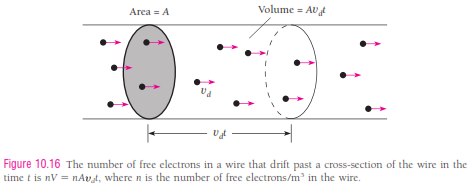 Area = A
Volume = Av_dt
v_d
v_dt
Figure 10.16 The number of free electrons in a wire that drift past a cross-section of the wire in the
time t is nV = nAv_dt, where n is the number of free electrons/m³ in the wire.